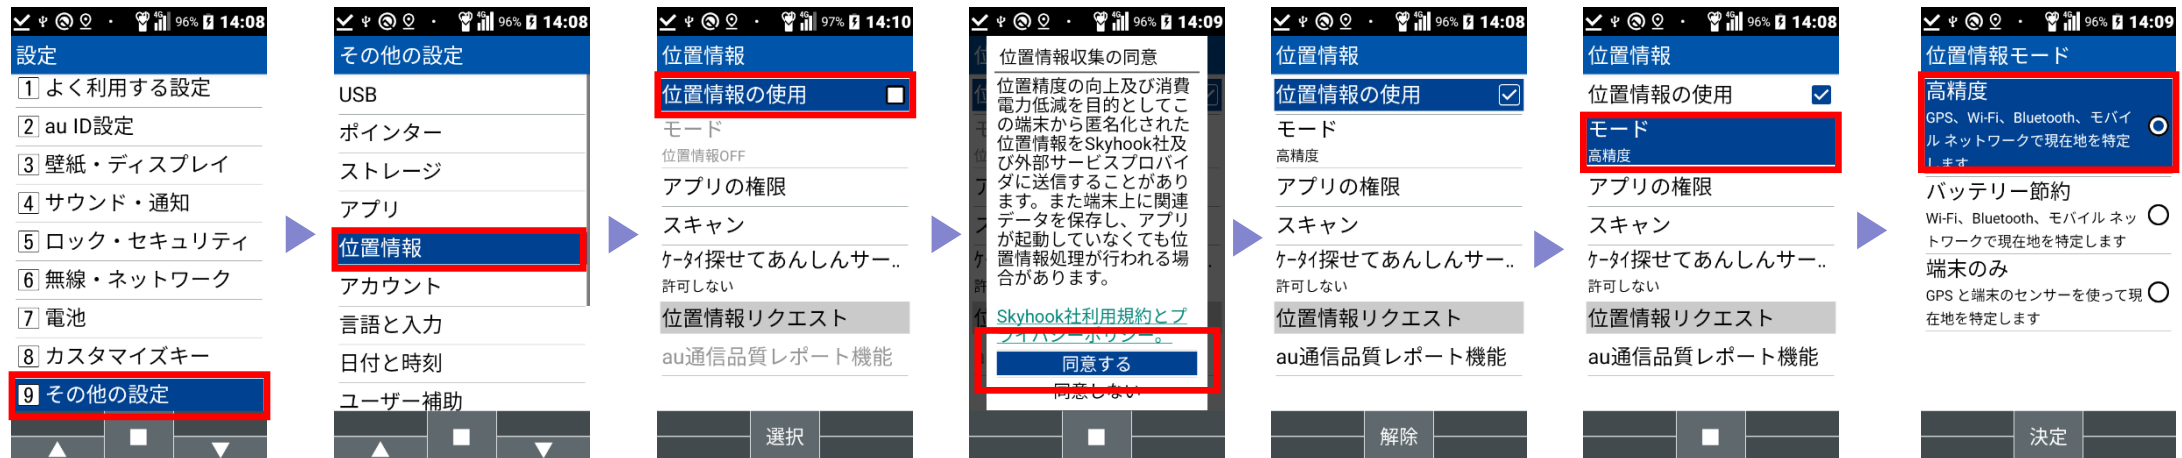 96% 14:08
設定
1 よく利用する設定
2 au ID設定
3 壁紙・ディスプレイ
4 サウンド・通知
5 ロック・セキュリティ
6 無線・ネットワーク
7 電池
8 カスタマイズキー
9 その他の設定
96% 14:08
その他の設定
USB
ポインター
ストレージ
アプリ
位置情報
アカウント
言語と入力
日付と時刻
ユーザー補助
97% 14:10
位置情報
位置情報の使用
モード
位置情報OFF
アプリの権限
スキャン
ｹｰﾀｲ探せてあんしんサー..
許可しない
位置情報リクエスト
au通信品質レポート機能
選択
96% 14:09
位置情報収集の同意
位置精度の向上及び消費
電力低減を目的としてこ
の端末から匿名化された
位置情報をSkyhook社及
び外部サービスプロバイ
ダに送信することがあり
ます。また端末上に関連
データを保存し、アプリ
が起動していなくても位
置情報処理が行われる場
合があります。
Skyhook社利用規約とプ
ライバシーポリシー。
同意する
同意しない
96% 14:08
位置情報
位置情報の使用
モード
高精度
アプリの権限
スキャン
ｹｰﾀｲ探せてあんしんサー..
許可しない
位置情報リクエスト
au通信品質レポート機能
解除
96% 14:08
位置情報
位置情報の使用
モード
高精度
アプリの権限
スキャン
ｹｰﾀｲ探せてあんしんサー..
許可しない
位置情報リクエスト
au通信品質レポート機能
96% 14:09
位置情報モード
高精度
GPS、Wi-Fi、Bluetooth、モバイ
ル ネットワークで現在地を特定
します
バッテリー節約
Wi-Fi、Bluetooth、モバイル ネッ
トワークで現在地を特定します
端末のみ
GPS と端末のセンサーを使って現
在地を特定します
決定